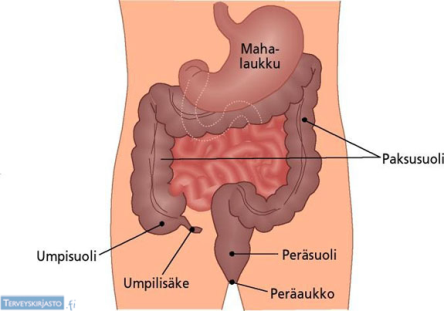 Maha-
laukku
Paksusuoli
Umpisuoli
Umpilisäke
Peräsuoli
Peräaukko
TERVEYSKIRJASTO.fi